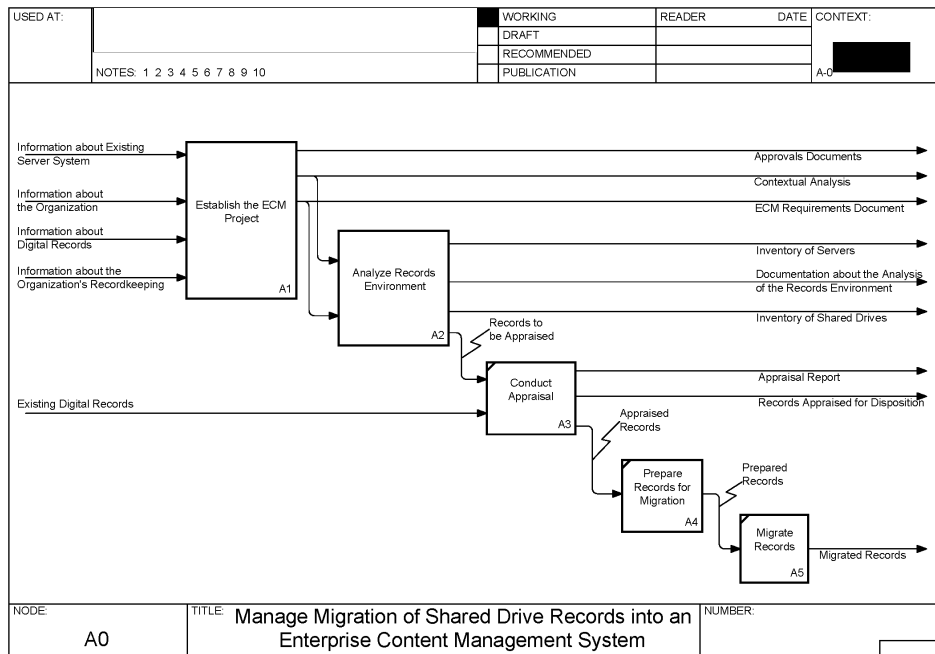 USED AT:
WORKING
READER DATE
CONTEXT:
DRAFT
RECOMMENDED
NOTES: 1 2 3 4 5 6 7 8 9 10
PUBLICATION
A-0
Information about Existing
Server System
Information about
the Organization
Information about
Digital Records
Information about the
Organization's Recordkeeping
Establish the ECM
Project
A1
Approvals Documents
Contextual Analysis
ECM Requirements Document
Analyze Records
Environment
A2
Inventory of Servers
Documentation about the Analysis
of the Records Environment
Inventory of Shared Drives
Records to
be Appraised
Existing Digital Records
Conduct
Appraisal
A3
Appraisal Report
Records Appraised for Disposition
Appraised
Records
Prepare
Records for
Migration
A4
Prepared
Records
Migrate
Records
A5
Migrated Records
NODE:
A0
TITLE:
Manage Migration of Shared Drive Records into an
Enterprise Content Management System
NUMBER: